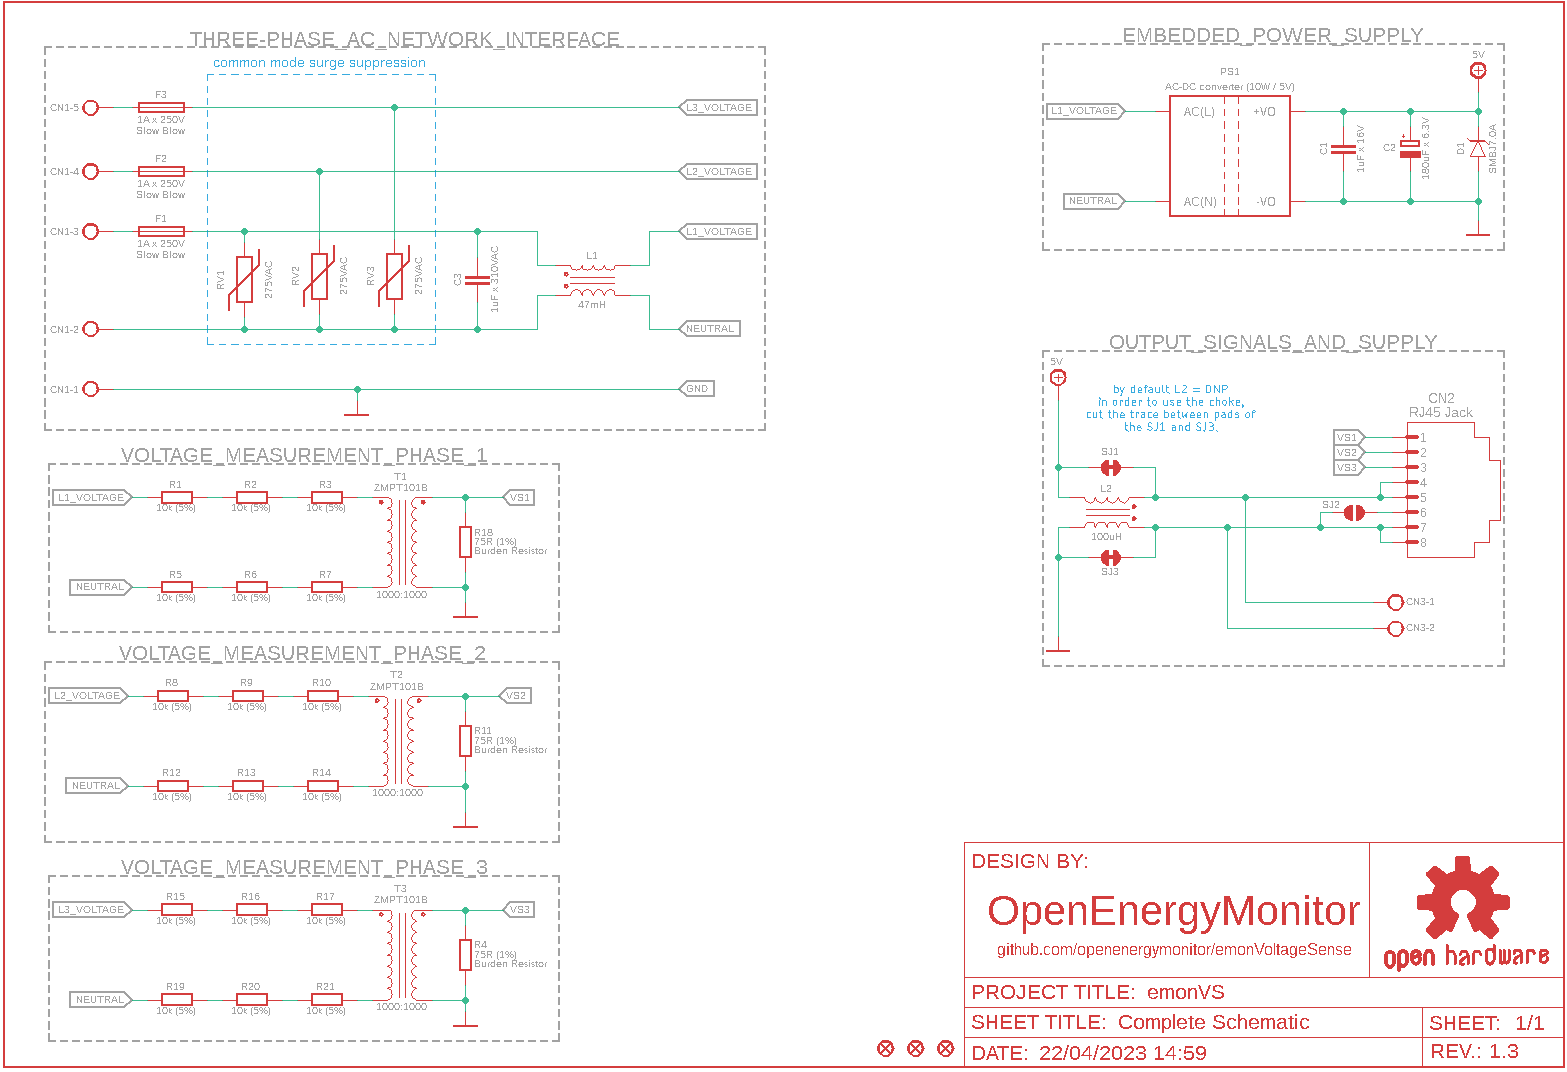 THREE-PHASE_AC_NETWORK_INTERFACE
common mode surge suppression
CN1-5
F3
1A x 250V
Slow Blow
L3_VOLTAGE
CN1-4
F2
1A x 250V
Slow Blow
L2_VOLTAGE
CN1-3
F1
1A x 250V
Slow Blow
L1_VOLTAGE
RV1
275VAC
RV2
275VAC
RV3
275VAC
C3
1uF x 310VAC
L1
47mH
CN1-2
NEUTRAL
CN1-1
GND
EMBEDDED_POWER_SUPPLY
5V
PS1
AC-DC converter (10W / 5V)
L1_VOLTAGE
AC(L)
+VO
NEUTRAL
AC(N)
-VO
C1
1uF x 16V
C2
180uF x 6.3V
D1
SMBJ7.0A
OUTPUT_SIGNALS_AND_SUPPLY
5V
by default L2 = DNP
in order to use the choke,
cut the trace between pads of
the SJ1 and SJ3.
CN2
RJ45 Jack
VS1
1
VS2
2
VS3
3
4
5
6
7
8
SJ1
L2
100uH
SJ3
SJ2
CN3-1
CN3-2
VOLTAGE_MEASUREMENT_PHASE_1
L1_VOLTAGE
R1
10k (5%)
R2
10k (5%)
R3
10k (5%)
T1
ZMPT101B
VS1
R18
75R (1%)
Burden Resistor
NEUTRAL
R5
10k (5%)
R6
10k (5%)
R7
10k (5%)
1000:1000
VOLTAGE_MEASUREMENT_PHASE_2
L2_VOLTAGE
R8
10k (5%)
R9
10k (5%)
R10
10k (5%)
T2
ZMPT101B
VS2
R11
75R (1%)
Burden Resistor
NEUTRAL
R12
10k (5%)
R13
10k (5%)
R14
10k (5%)
1000:1000
VOLTAGE_MEASUREMENT_PHASE_3
L3_VOLTAGE
R15
10k (5%)
R16
10k (5%)
R17
10k (5%)
T3
ZMPT101B
VS3
R4
75R (1%)
Burden Resistor
NEUTRAL
R19
10k (5%)
R20
10k (5%)
R21
10k (5%)
1000:1000
DESIGN BY:
OpenEnergyMonitor
github.com/openenergymonitor/emonVoltageSense
open hardware
PROJECT TITLE: emonVS
SHEET TITLE: Complete Schematic
SHEET: 1/1
DATE: 22/04/2023 14:59
REV.: 1.3